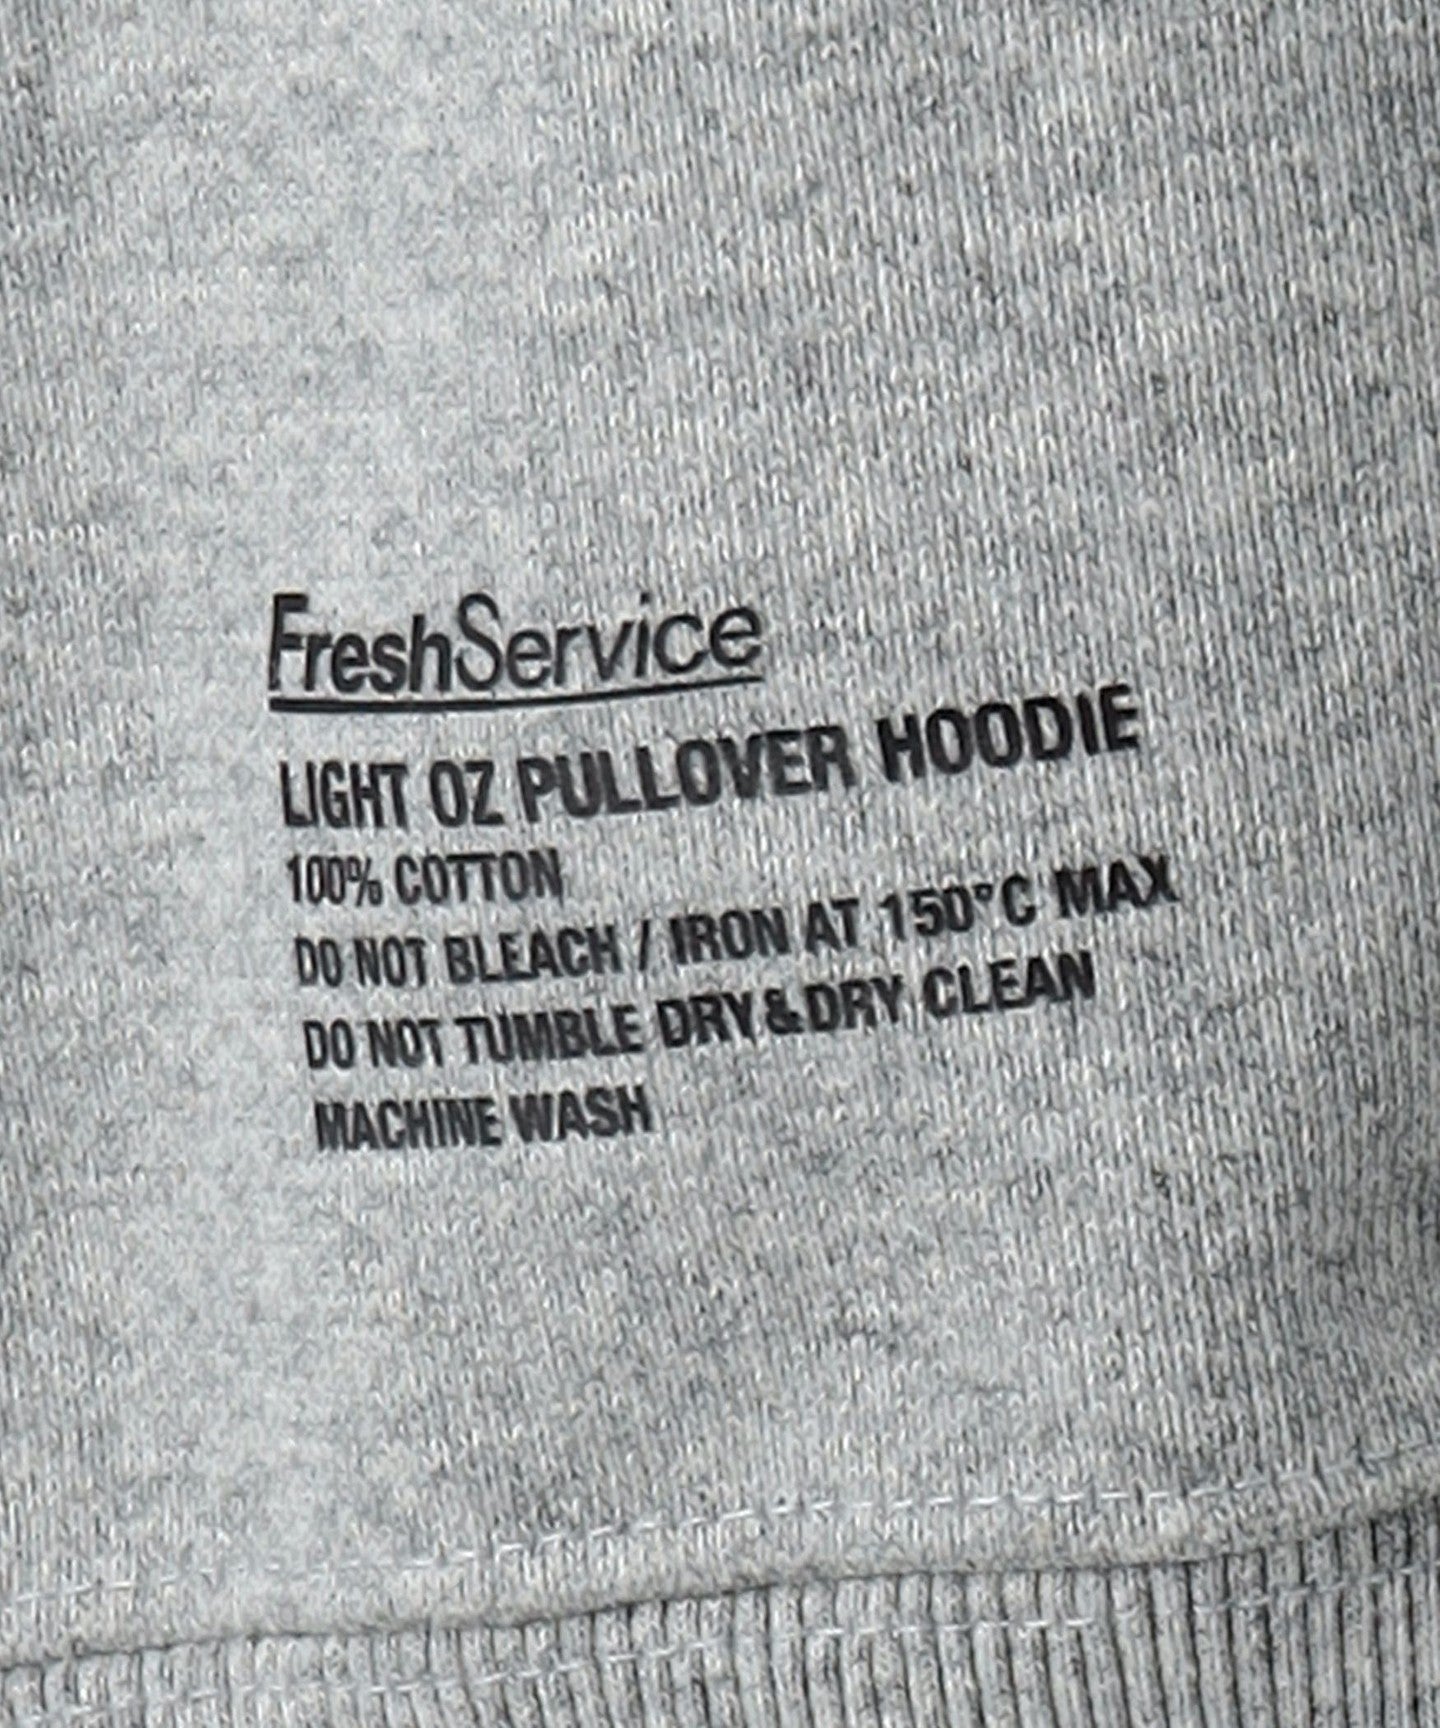 FreshService
LIGHT OZ PULLOVER HOODIE
100% COTTON
DO NOT BLEACH / IRON AT 150°C MAX
DO NOT TUMBLE DRY&DRY CLEAN
MACHINE WASH